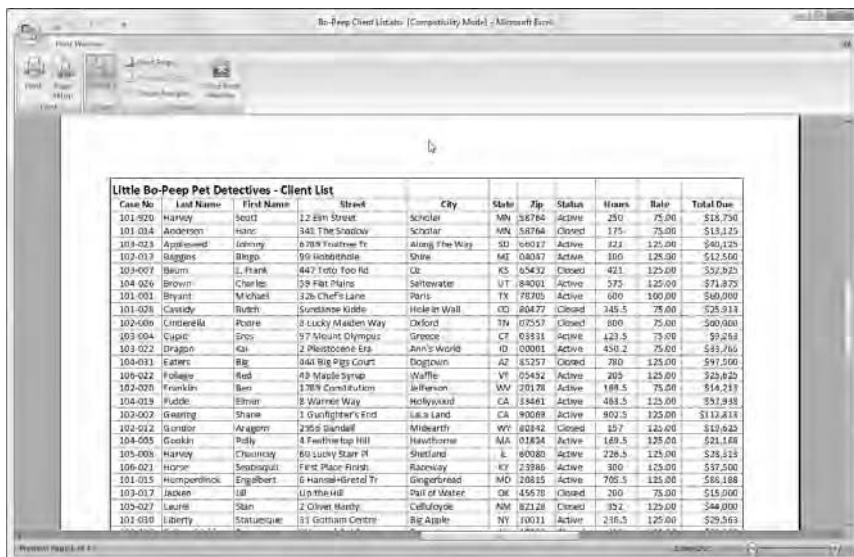 Bo-Peep Client List.xlsx [Compatibility Mode] - Microsoft Excel
Print Preview
Print Page Setup
Little Bo-Peep Pet Detectives - Client List
Case No Last Name First Name Street City State Zip Status Hours Rate Total Due
101-920 Harvey Scott 12 Elm Street Scholar MN 58764 Active 250 75.00 $18,750
101-014 Anderson Hans 341 The Shadow Scholar MN 58764 Closed 175 75.00 $13,125
103-023 Appleseed Johnny 6789 Fruitree Tr Along The Way SD 66017 Active 321 125.00 $40,125
102-013 Baggins Bingo 99 Hobbithole Shire MI 04047 Active 100 125.00 $12,500
103-007 Baum L. Frank 447 Toto Too Rd Oz KS 65432 Closed 421 125.00 $52,625
104-026 Brown Charles 59 Flat Plains Saltewater UT 84001 Active 575 125.00 $71,875
101-001 Bryant Michael 326 Chef's Lane Paris TX 78705 Active 600 100.00 $60,000
101-028 Cassidy Butch Sundance Kidde Hole in Wall CO 80477 Closed 345.5 75.00 $25,913
102-006 Cinderella Poore 8 Lucky Maiden Way Oxford TN 07557 Closed 800 75.00 $60,000
103-004 Cupid Eros 97 Mount Olympus Greece CT 03331 Active 123.5 75.00 $9,263
103-022 Dragon Kai 2 Pleistocene Era Ann's World ID 00001 Active 450.2 75.00 $33,765
104-031 Eaters Big 444 Big Pigs Court Dogtown AZ 85257 Closed 780 125.00 $97,500
106-022 Foliage Red 49 Maple Syrup Waffle VT 05452 Active 205 125.00 $25,625
102-020 Franklin Ben 1789 Constitution Jefferson WV 20178 Active 189.5 75.00 $14,213
104-019 Fudde Elmer 8 Warner Way Hollywood CA 33461 Active 463.5 125.00 $57,938
102-002 Gearing Shane 1 Gunfighter's End LaLa Land CA 90069 Active 902.5 125.00 $112,813
102-012 Gondor Aragorn 2956 Gandalf Midearth WY 80342 Closed 157 125.00 $19,625
104-005 Gookin Polly 4 Feathertop Hill Hawthorne MA 01824 Active 169.5 125.00 $21,188
105-008 Harvey Chauncey 60 Lucky Starr Pl Shetland IL 60080 Active 226.5 125.00 $28,313
106-021 Horse Seabisquit First Place Finish Raceway KY 23986 Active 300 125.00 $37,500
101-015 Humperdinck Engelbert 6 Hansel+Gretel Tr Gingerbread MD 20815 Active 705.5 125.00 $88,188
103-017 Jacken Jill Up the Hill Pail of Water OK 45678 Closed 200 75.00 $15,000
105-027 Laurel Stan 2 Oliver Hardy Celluloyde NM 82128 Closed 352 125.00 $44,000
101-030 Liberty Statuesque 31 Gotham Centre Big Apple NY 10011 Active 236.5 125.00 $29,563